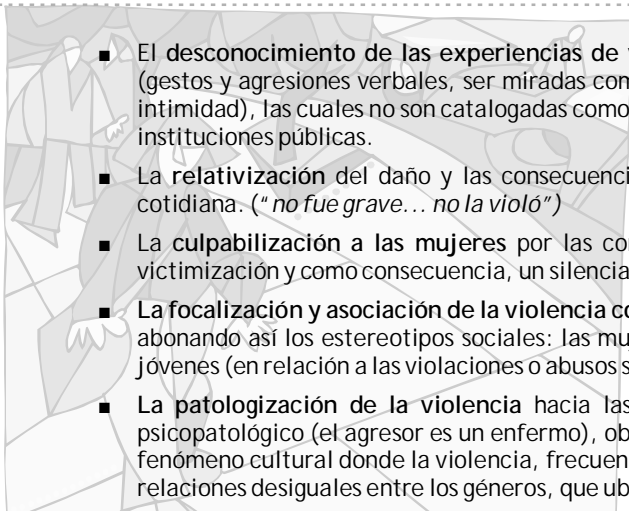 ■ El desconocimiento de las experiencias de
(gestos y agresiones verbales, ser miradas com
intimidad), las cuales no son catalogadas como
instituciones públicas.
■ La relativización del daño y las consecuenci
cotidiana. (“no fue grave... no la violó”)
■ La culpabilización a las mujeres por las co
victimización y como consecuencia, un silencia
■ La focalización y asociación de la violencia co
abonando así los estereotipos sociales: las muj
jóvenes (en relación a las violaciones o abusos s
■ La patologización de la violencia hacia las
psicopatológico (el agresor es un enfermo), ob
fenómeno cultural donde la violencia, frecuen
relaciones desiguales entre los géneros, que ub